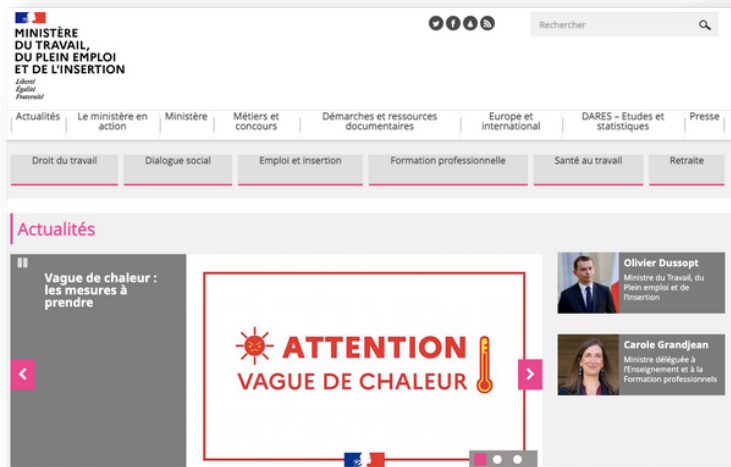 MINISTÈRE
DU TRAVAIL,
DU PLEIN EMPLOI
ET DE L'INSERTION
Liberté
Égalité
Fraternité
Rechercher
Actualités
Le ministère en
action
Ministère
Métiers et
concours
Démarches et ressources
documentaires
Europe et
international
DARES – Etudes et
statistiques
Presse
Droit du travail
Dialogue social
Emploi et insertion
Formation professionnelle
Santé au travail
Retraite
Actualités
Vague de chaleur :
les mesures à
prendre
ATTENTION
VAGUE DE CHALEUR
Olivier Dussopt
Ministre du Travail, du
Plein emploi et de
l'Insertion
Carole Grandjean
Ministre déléguée à
l'Enseignement et à la
Formation professionnels